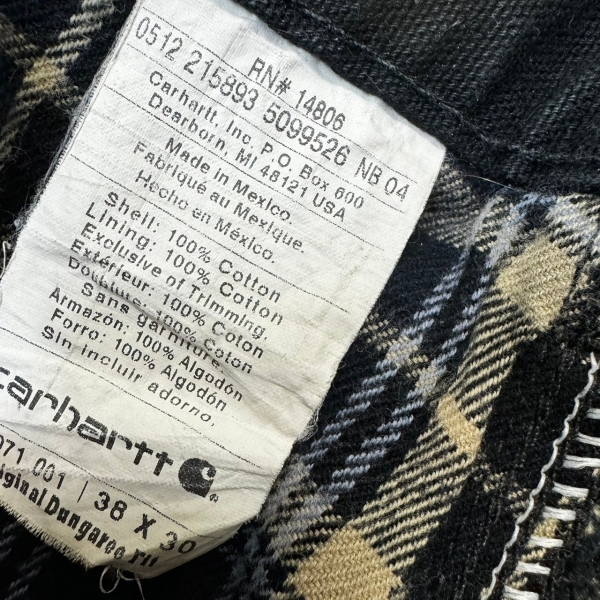 RN# 14806
0512 215893 5099526 NB 04
Carhartt, Inc. P.O. Box 600
Dearborn, MI 48121 USA
Made in Mexico.
Fabriqué au Mexique.
Hecho en México.
Shell: 100% Cotton
Lining: 100% Cotton
Exclusive of Trimming.
Extérieur: 100% Coton
Doublure: 100% Coton
Sans garniture.
Armazón: 100% Algodón
Forro: 100% Algodón
Sin incluir adorno.
carhartt
071 001 | 38 X 30
Original Dungaree Fit